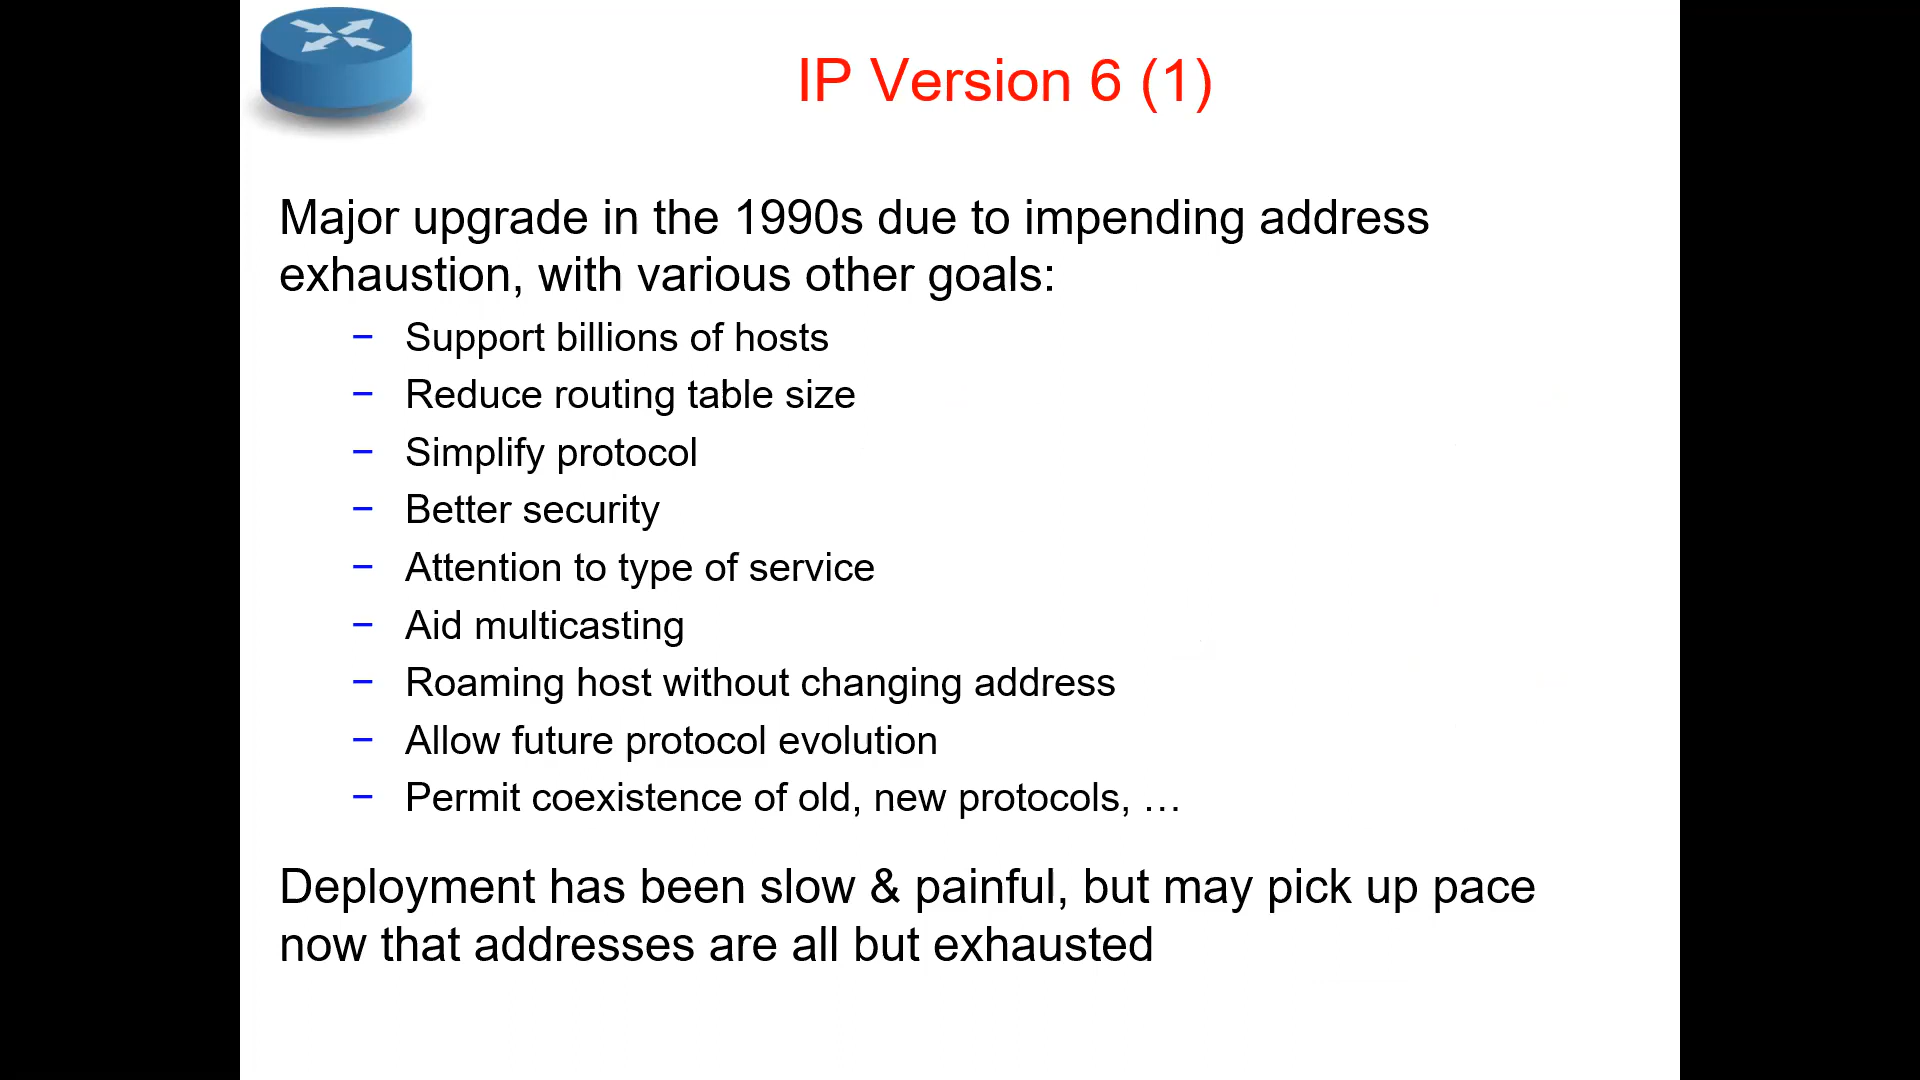 IP Version 6 (1)
Major upgrade in the 1990s due to impending address
exhaustion, with various other goals:
− Support billions of hosts
− Reduce routing table size
− Simplify protocol
− Better security
− Attention to type of service
− Aid multicasting
− Roaming host without changing address
− Allow future protocol evolution
− Permit coexistence of old, new protocols, …
Deployment has been slow & painful, but may pick up pace
now that addresses are all but exhausted